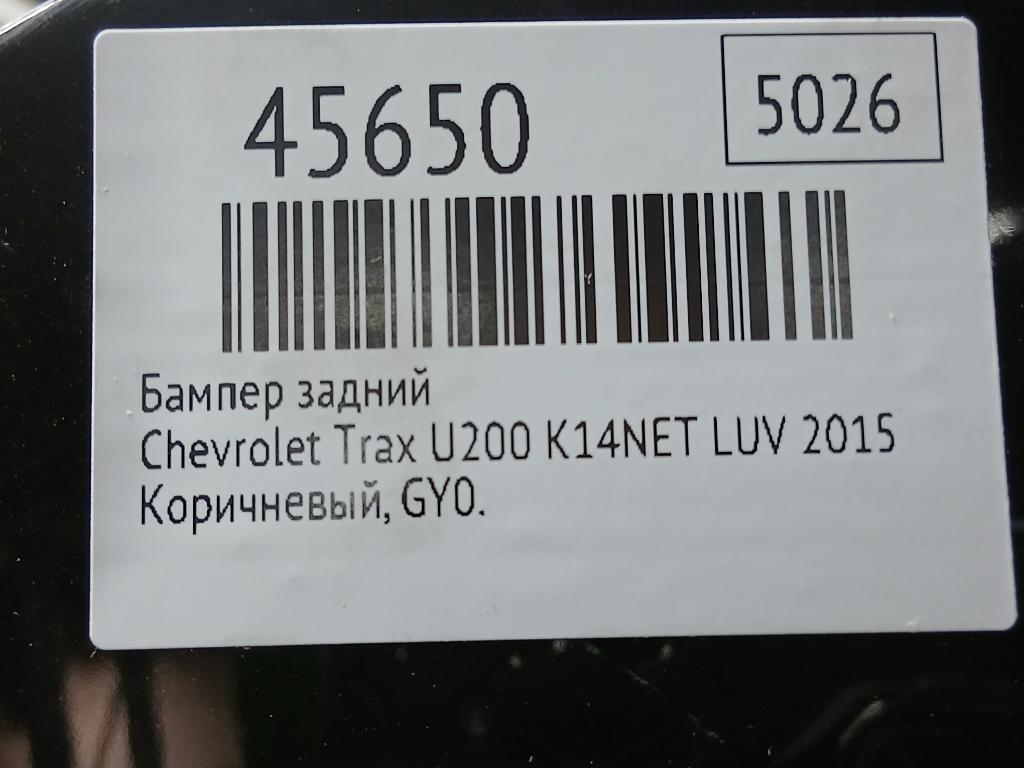 45650
5026
Бампер задний
Chevrolet Trax U200 K14NET LUV 2015
Коричневый, GY0.